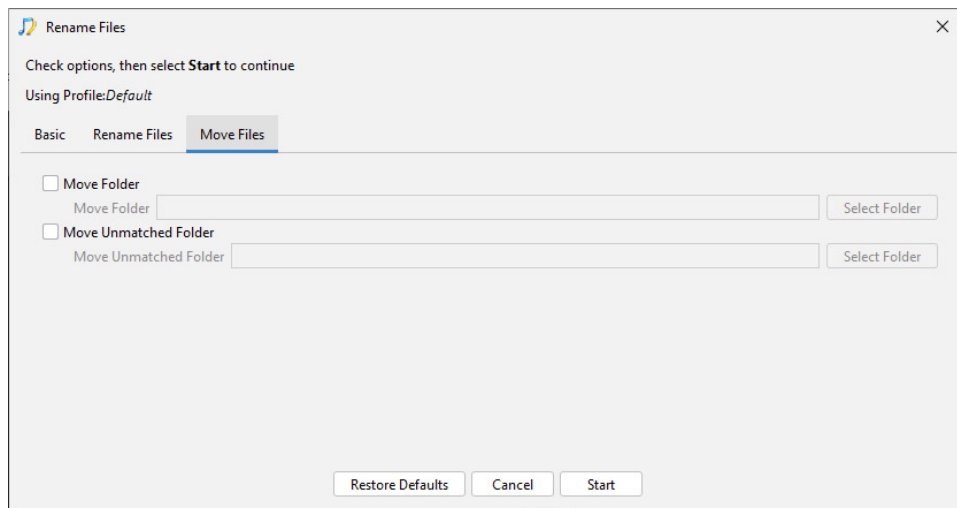 Rename Files
Check options, then select Start to continue
Using Profile:Default
Basic Rename Files Move Files
Move Folder
Move Folder Select Folder
Move Unmatched Folder
Move Unmatched Folder Select Folder
Restore Defaults Cancel Start